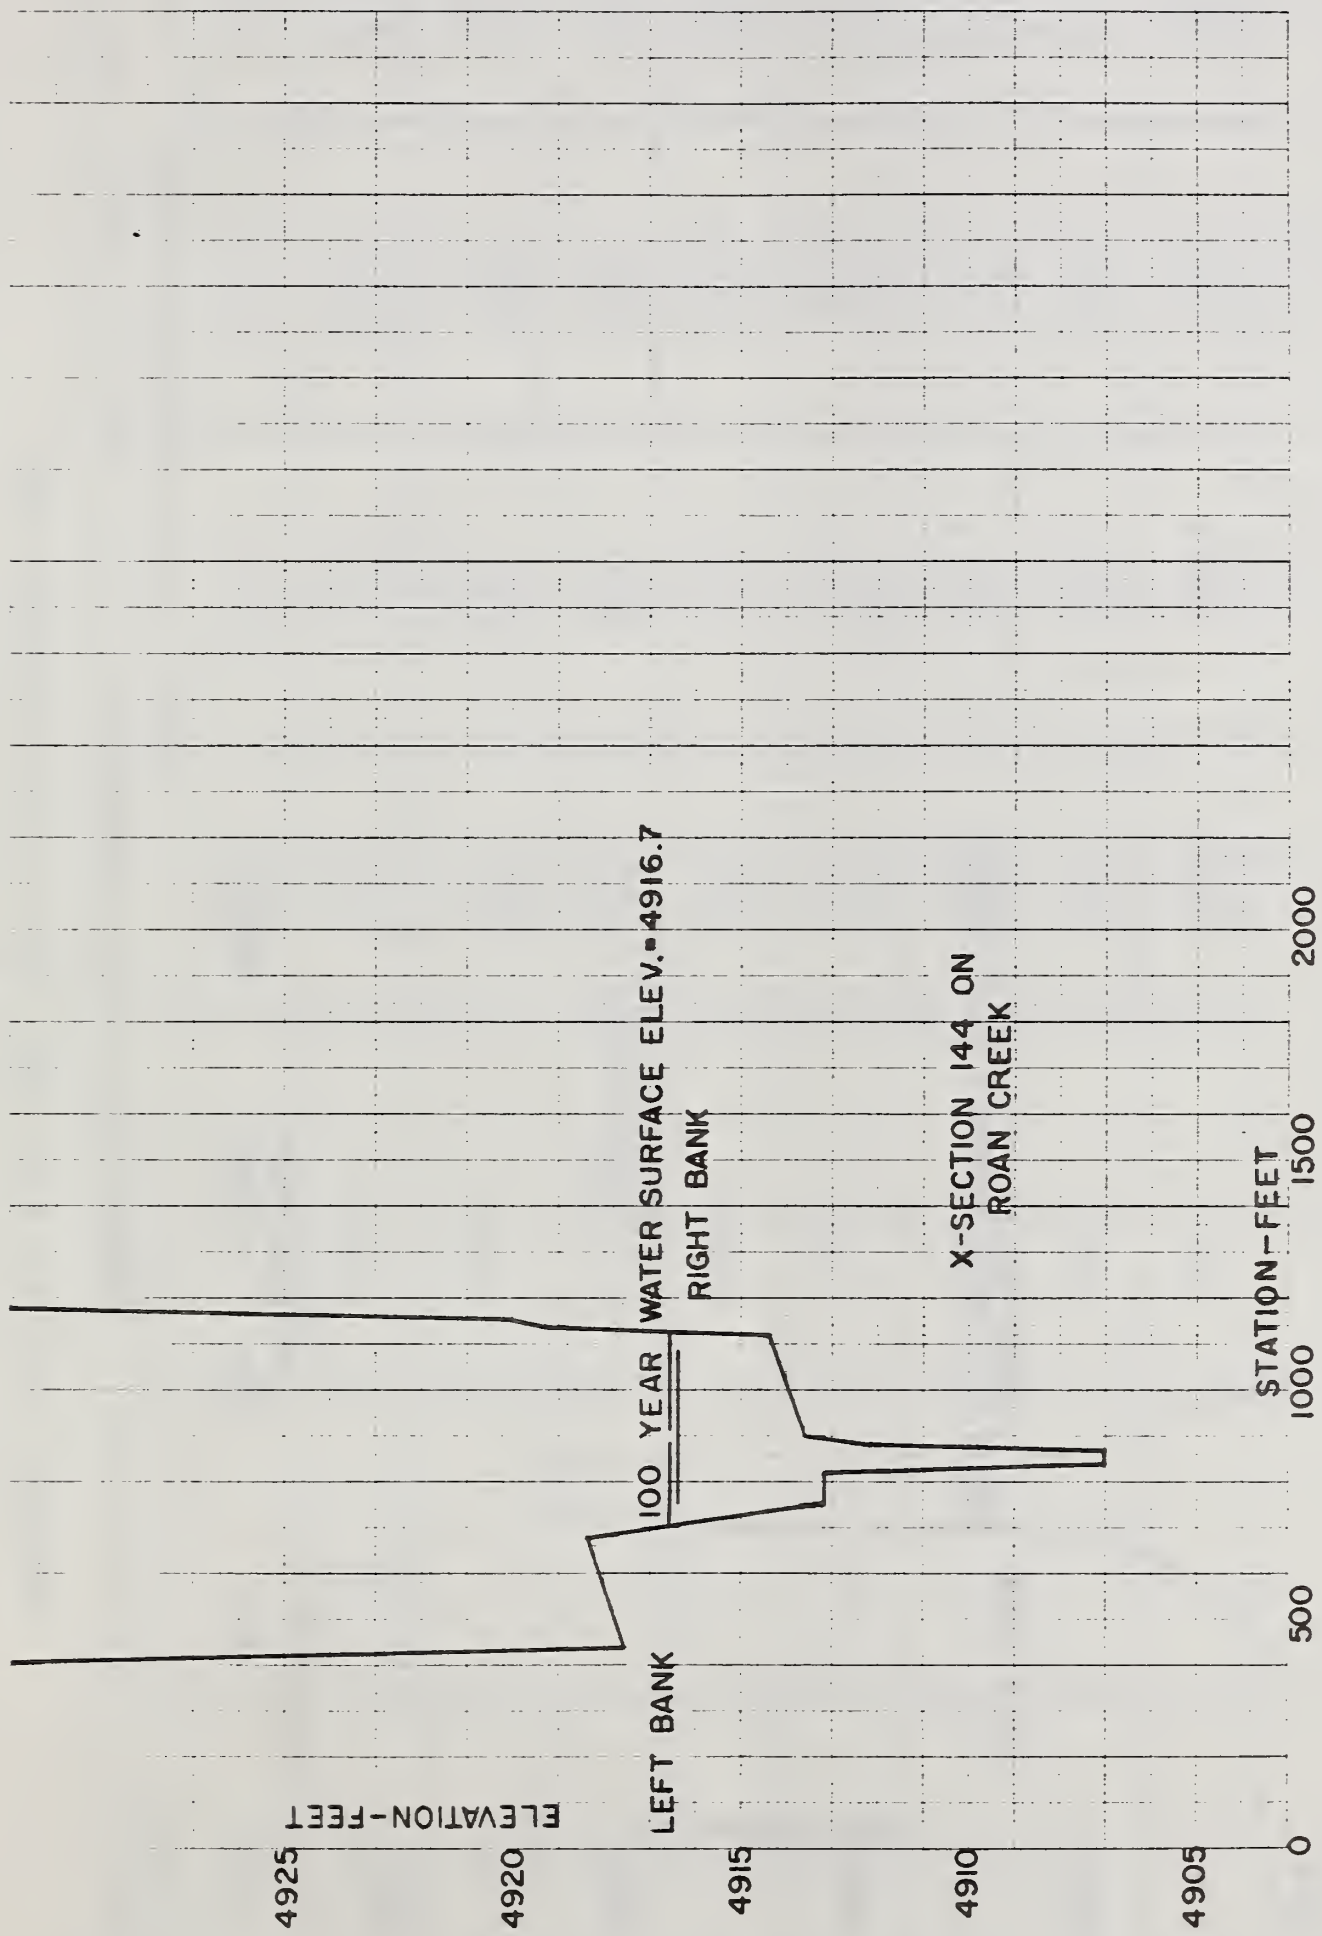 ELEVATION-FEET
4925
4920
4915
4910
4905
LEFT BANK
100 YEAR WATER SURFACE ELEV.=4916.7
RIGHT BANK
X-SECTION 144 ON
ROAN CREEK
STATION-FEET
0
500
1000
1500
2000